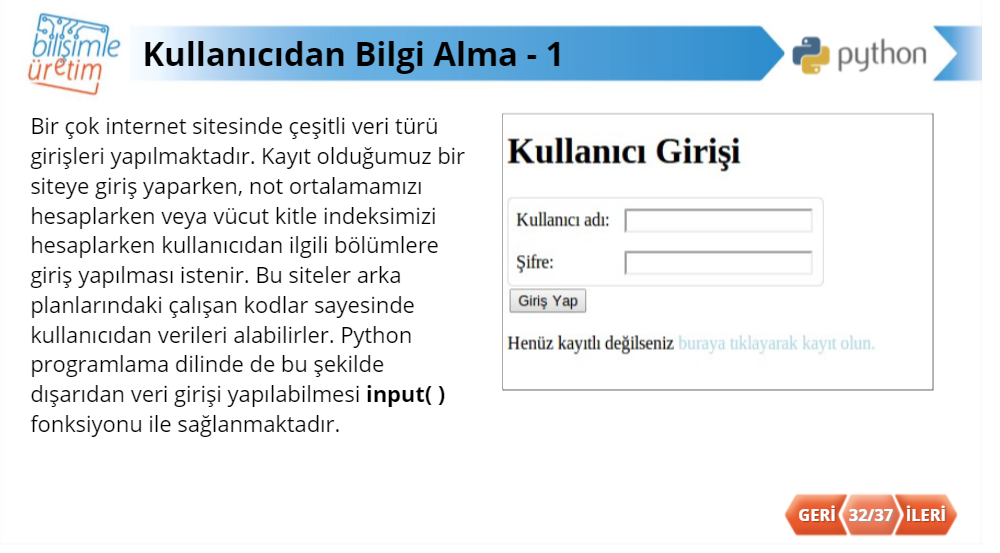 bilişimle
üretim
Kullanıcıdan Bilgi Alma - 1
python
Bir çok internet sitesinde çeşitli veri türü
girişleri yapılmaktadır. Kayıt olduğumuz bir
siteye giriş yaparken, not ortalamamızı
hesaplarken veya vücut kitle indeksimizi
hesaplarken kullanıcıdan ilgili bölümlere
giriş yapılması istenir. Bu siteler arka
planlarındaki çalışan kodlar sayesinde
kullanıcıdan verileri alabilirler. Python
programlama dilinde de bu şekilde
dışarıdan veri girişi yapılabilmesi input( )
fonksiyonu ile sağlanmaktadır.
Kullanıcı Girişi
Kullanıcı adı:
Şifre:
Giriş Yap
Henüz kayıtlı değilseniz buraya tıklayarak kayıt olun.
GERİ 32/37 İLERİ